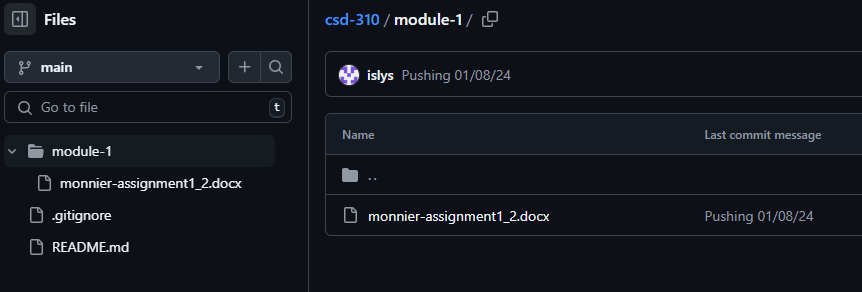 Files
main
Go to file
t
module-1
monnier-assignment1_2.docx
.gitignore
README.md
csd-310 / module-1 /
islys Pushing 01/08/24
Name Last commit message
..
monnier-assignment1_2.docx Pushing 01/08/24